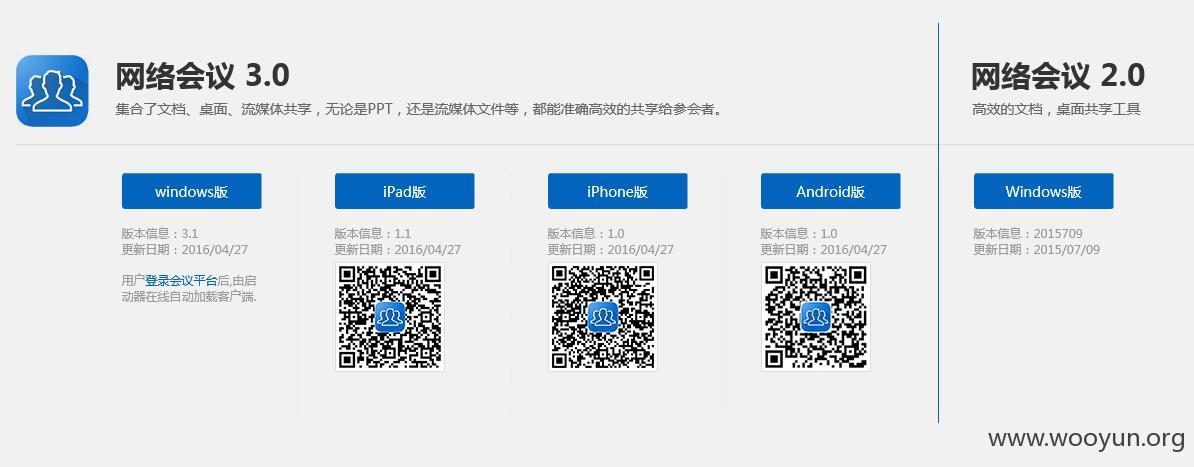 网络会议 3.0
集合了文档、桌面、流媒体共享，无论是PPT，还是流媒体文件等，都能准确高效的共享给参会者。
windows版
版本信息：3.1
更新日期：2016/04/27
用户登录会议平台后,由启
动器在线自动加载客户端.
iPad版
版本信息：1.1
更新日期：2016/04/27
iPhone版
版本信息：1.0
更新日期：2016/04/27
Android版
版本信息：1.0
更新日期：2016/04/27
网络会议 2.0
高效的文档，桌面共享工具
Windows版
版本信息：2015709
更新日期：2015/07/09
www.wooyun.org